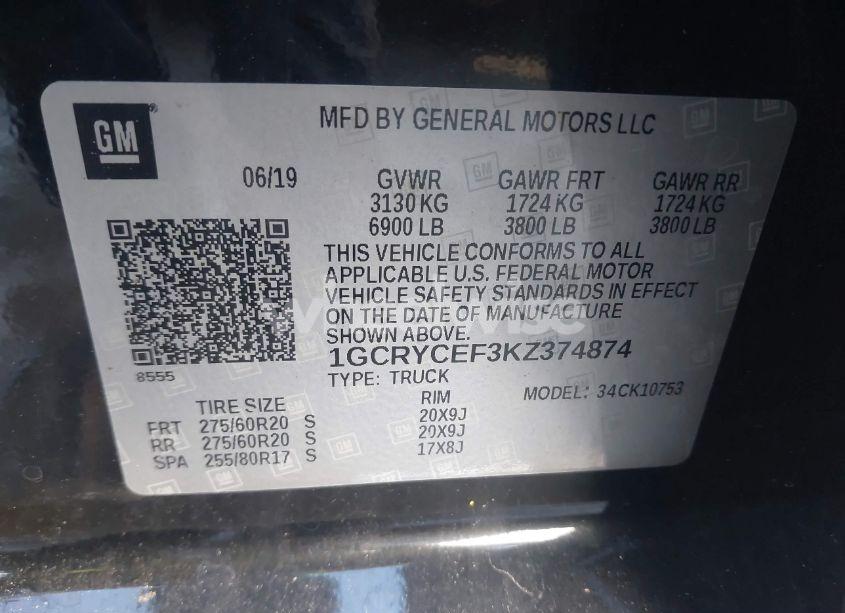 GM
MFD BY GENERAL MOTORS LLC
06/19 GVWR GAWR FRT GAWR RR
3130 KG 1724 KG 1724 KG
6900 LB 3800 LB 3800 LB
THIS VEHICLE CONFORMS TO ALL
APPLICABLE U.S. FEDERAL MOTOR
VEHICLE SAFETY STANDARDS IN EFFECT
ON THE DATE OF MANUFACTURE
SHOWN ABOVE.
1GCRYCEF3KZ374874
8555
TYPE: TRUCK MODEL: 34CK10753
TIRE SIZE RIM
FRT 275/60R20 S 20X9J
RR 275/60R20 S 20X9J
SPA 255/80R17 S 17X8J